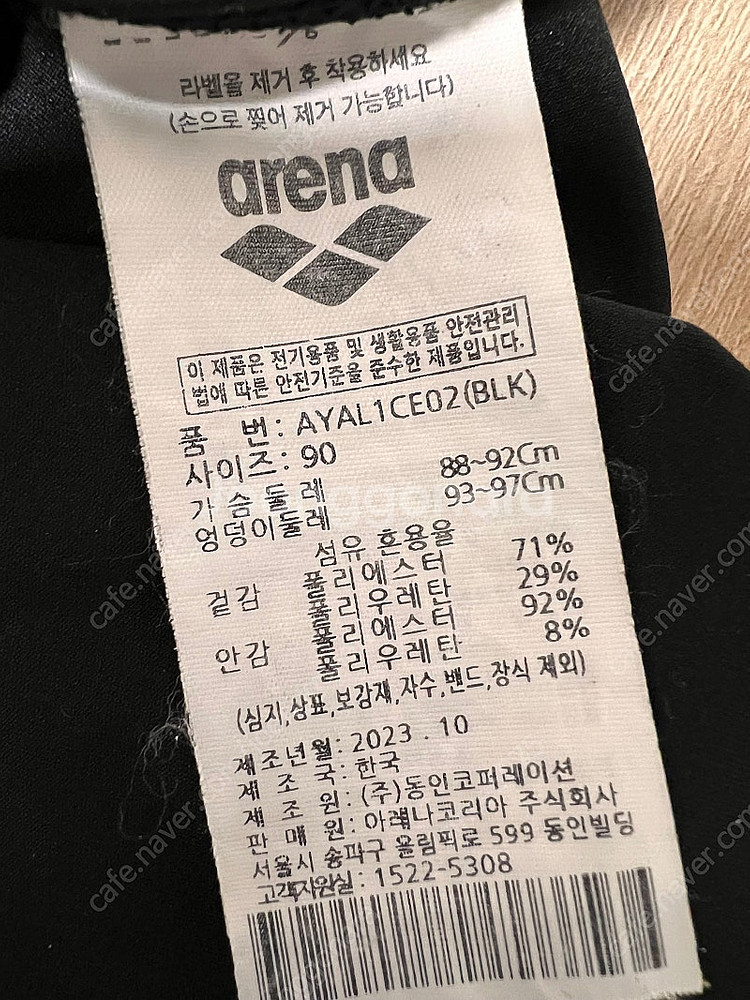 라벨을 제거 후 착용하세요
(손으로 찢어 제거 가능합니다)
arena
이 제품은 전기용품 및 생활용품 안전관리
법에 따른 안전기준을 준수한 제품입니다.
품 번: AYAL1CE02(BLK)
사이즈: 90
가슴둘레 88~92Cm
엉덩이둘레 93~97Cm
섬유 혼용율
겉감 폴리에스터 71%
폴리우레탄 29%
안감 폴리에스터 92%
폴리우레탄 8%
(심지,상표,보강재,자수,밴드,장식 제외)
제조년월: 2023 . 10
제 조 국: 한국
제 조 원: (주)동인코퍼레이션
판 매 원: 아레나코리아 주식회사
서울시 송파구 올림픽로 599 동인빌딩
고객지원실: 1522-5308
cafe.naver.com